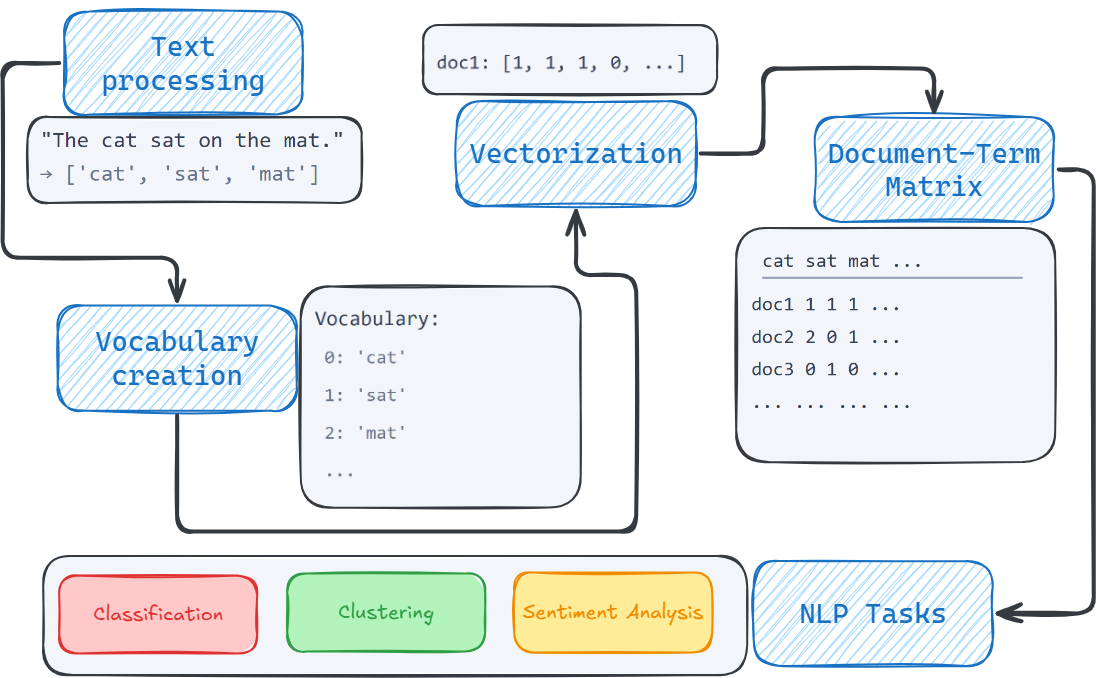 Text
processing
"The cat sat on the mat."
→ ['cat', 'sat', 'mat']
Vocabulary
creation
Vocabulary:
0: 'cat'
1: 'sat'
2: 'mat'
...
doc1: [1, 1, 1, 0, ...]
Vectorization
Document-Term
Matrix
cat sat mat ...
doc1 1 1 1 ...
doc2 2 0 1 ...
doc3 0 1 0 ...
... ... ... ...
NLP Tasks
Classification
Clustering
Sentiment Analysis